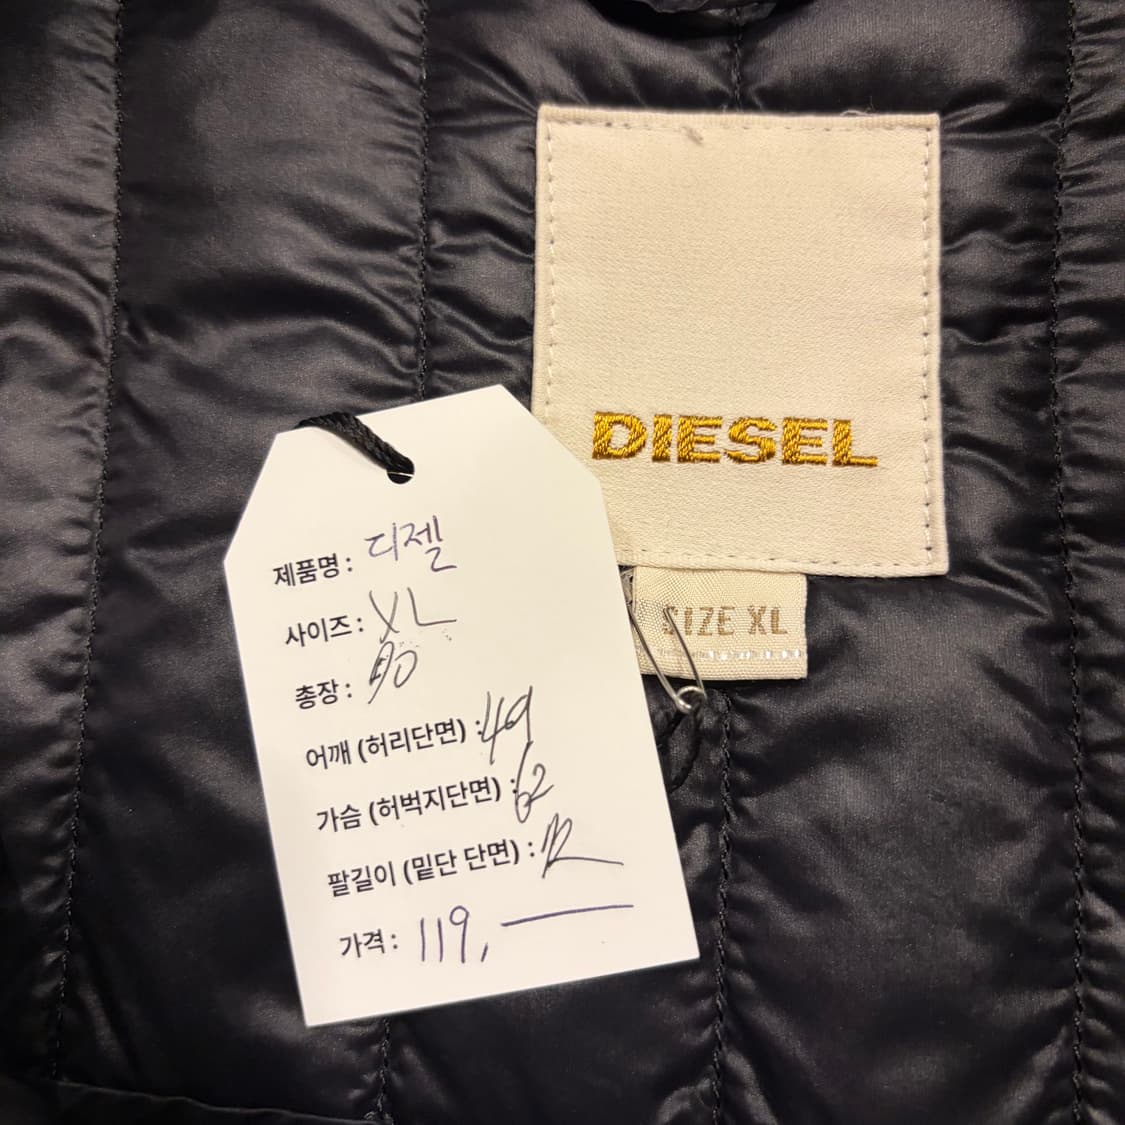 DIESEL
SIZE XL
제품명 : 디젤
사이즈 : XL
총장 :
어깨 (허리단면) : 49
가슴 (허벅지단면) : 62
팔길이 (밑단 단면) :
가격 : 119,—